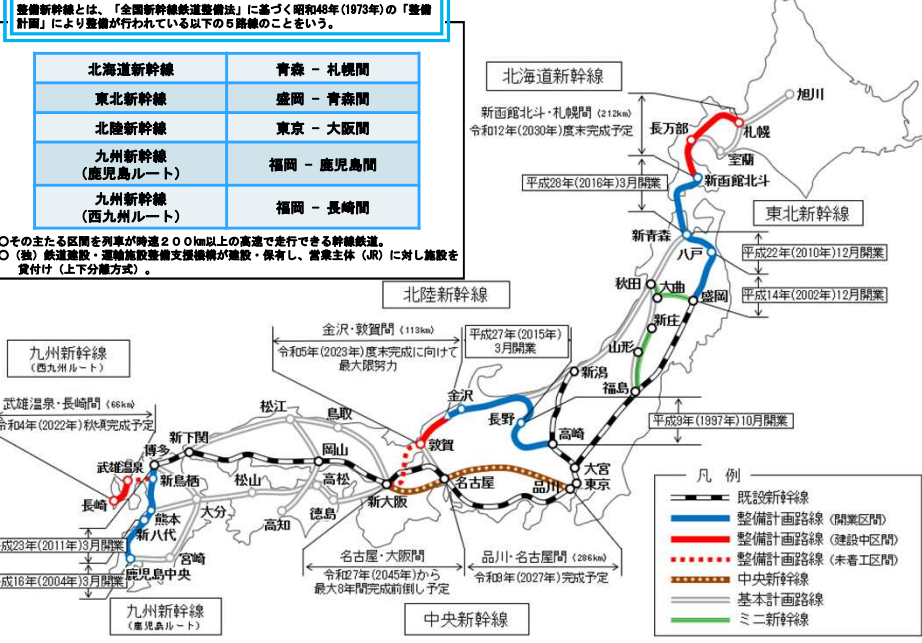 整備新幹線とは、「全国新幹線鉄道整備法」に基づく昭和48年(1973年)の「整備
計画」により整備が行われている以下の５路線のことをいう。
北海道新幹線 青森 − 札幌間
東北新幹線 盛岡 − 青森間
北陸新幹線 東京 − 大阪間
九州新幹線
(鹿児島ルート) 福岡 − 鹿児島間
九州新幹線
(西九州ルート) 福岡 − 長崎間
○その主たる区間を列車が時速２００km以上の高速で走行できる幹線鉄道。
○（独）鉄道建設・運輸施設整備支援機構が建設・保有し、営業主体（JR）に対し施設を
貸付け（上下分離方式）。
北海道新幹線
新函館北斗・札幌間 (212km)
令和12年(2030年)度末完成予定
旭川
長万部
札幌
室蘭
平成28年(2016年)3月開業
新函館北斗
東北新幹線
新青森
八戸
平成22年(2010年)12月開業
平成14年(2002年)12月開業
秋田
大曲
盛岡
新庄
山形
福島
北陸新幹線
金沢・敦賀間 (113km)
令和5年(2023年)度末完成に向けて
最大限努力
平成27年(2015年)
3月開業
新潟
金沢
長野
高崎
敦賀
平成9年(1997年)10月開業
大宮
東京
品川
名古屋
新大阪
九州新幹線
(西九州ルート)
武雄温泉・長崎間 (66km)
令和4年(2022年)秋頃完成予定
松江
鳥取
岡山
新下関
博多
武雄温泉
新鳥栖
長崎
松山
高松
高知
徳島
大分
熊本
新八代
宮崎
鹿児島中央
成23年(2011年)3月開業
成16年(2004年)3月開業
九州新幹線
(鹿児島ルート)
名古屋・大阪間
令和27年(2045年)から
最大8年間完成前倒し予定
品川・名古屋間 (286km)
令和9年(2027年)完成予定
中央新幹線
凡 例
既設新幹線
整備計画路線 (開業区間)
整備計画路線 (建設中区間)
整備計画路線 (未着工区間)
中央新幹線
基本計画路線
ミニ新幹線